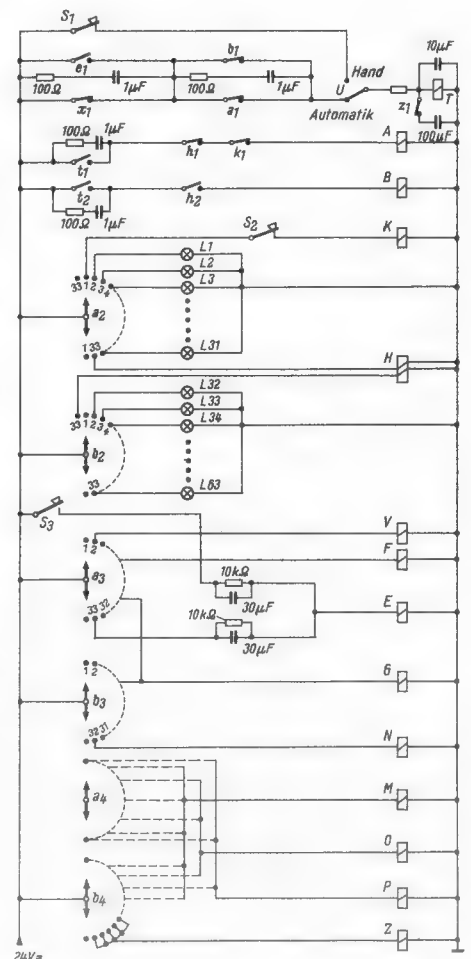 S1
b1
10μF
e1
Hand
100Ω 1μF 100Ω 1μF
U
T
x1 a1
Automatik
z1
100μF
100Ω 1μF
h1 k1 A
t1
t2 h2 B
100Ω 1μF
S2 K
L1
L2
33 1 2 3 4 L3
a2
1 33 L31
H
L32
L33
33 1 2 3 4 L34
b2
33 L63
S3
V
1 2 F
a3
10kΩ
30μF E
33 32 10kΩ
30μF
1 2 G
b3
32 31 N
a4 M
O
b4 P
Z
24V=